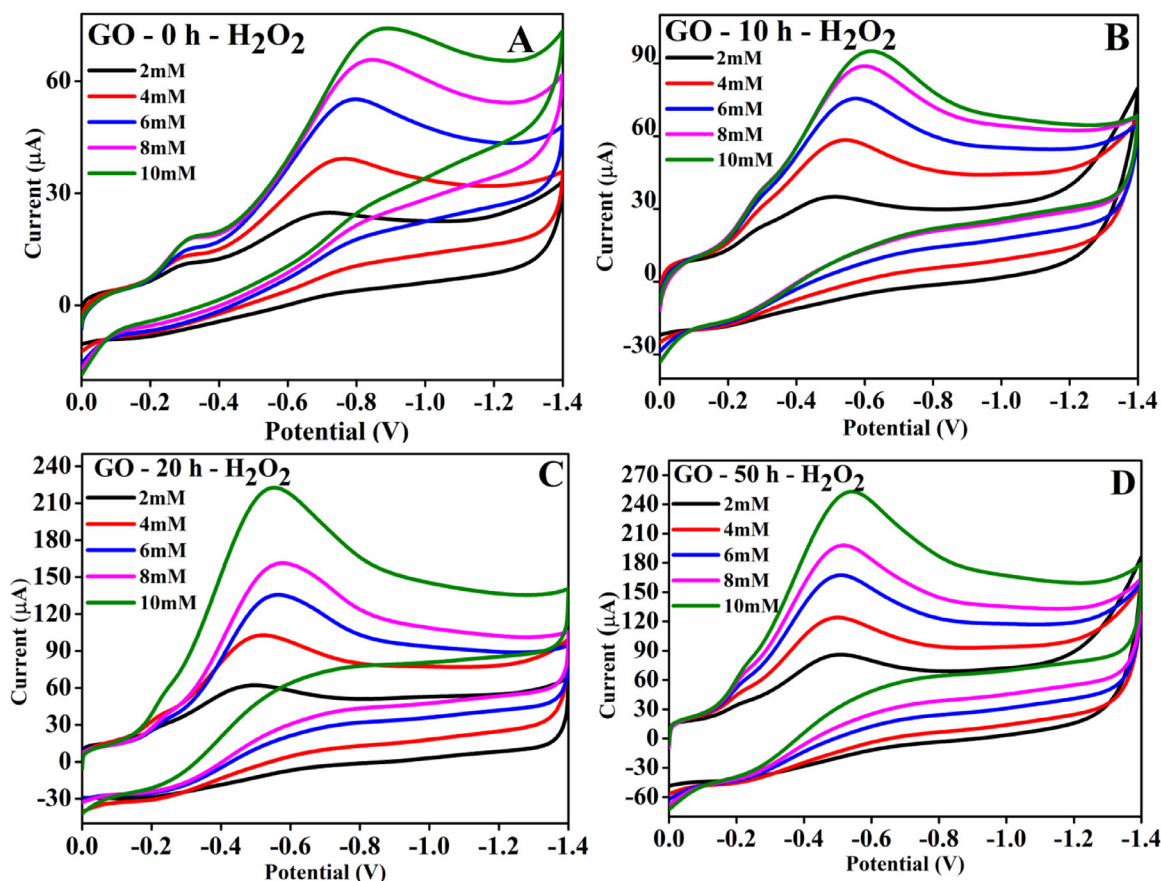 GO - 0 h - H2O2
A
2mM
4mM
6mM
8mM
10mM
60
30
0
Current (μA)
0.0 -0.2 -0.4 -0.6 -0.8 -1.0 -1.2 -1.4
Potential (V)
GO - 10 h - H2O2
B
2mM
4mM
6mM
8mM
10mM
90
60
30
0
-30
Current (μA)
0.0 -0.2 -0.4 -0.6 -0.8 -1.0 -1.2 -1.4
Potential (V)
GO - 20 h - H2O2
C
2mM
4mM
6mM
8mM
10mM
240
210
180
150
120
90
60
30
0
-30
Current (μA)
0.0 -0.2 -0.4 -0.6 -0.8 -1.0 -1.2 -1.4
Potential (V)
GO - 50 h - H2O2
D
2mM
4mM
6mM
8mM
10mM
270
240
210
180
150
120
90
60
30
0
-30
-60
Current (μA)
0.0 -0.2 -0.4 -0.6 -0.8 -1.0 -1.2 -1.4
Potential (V)